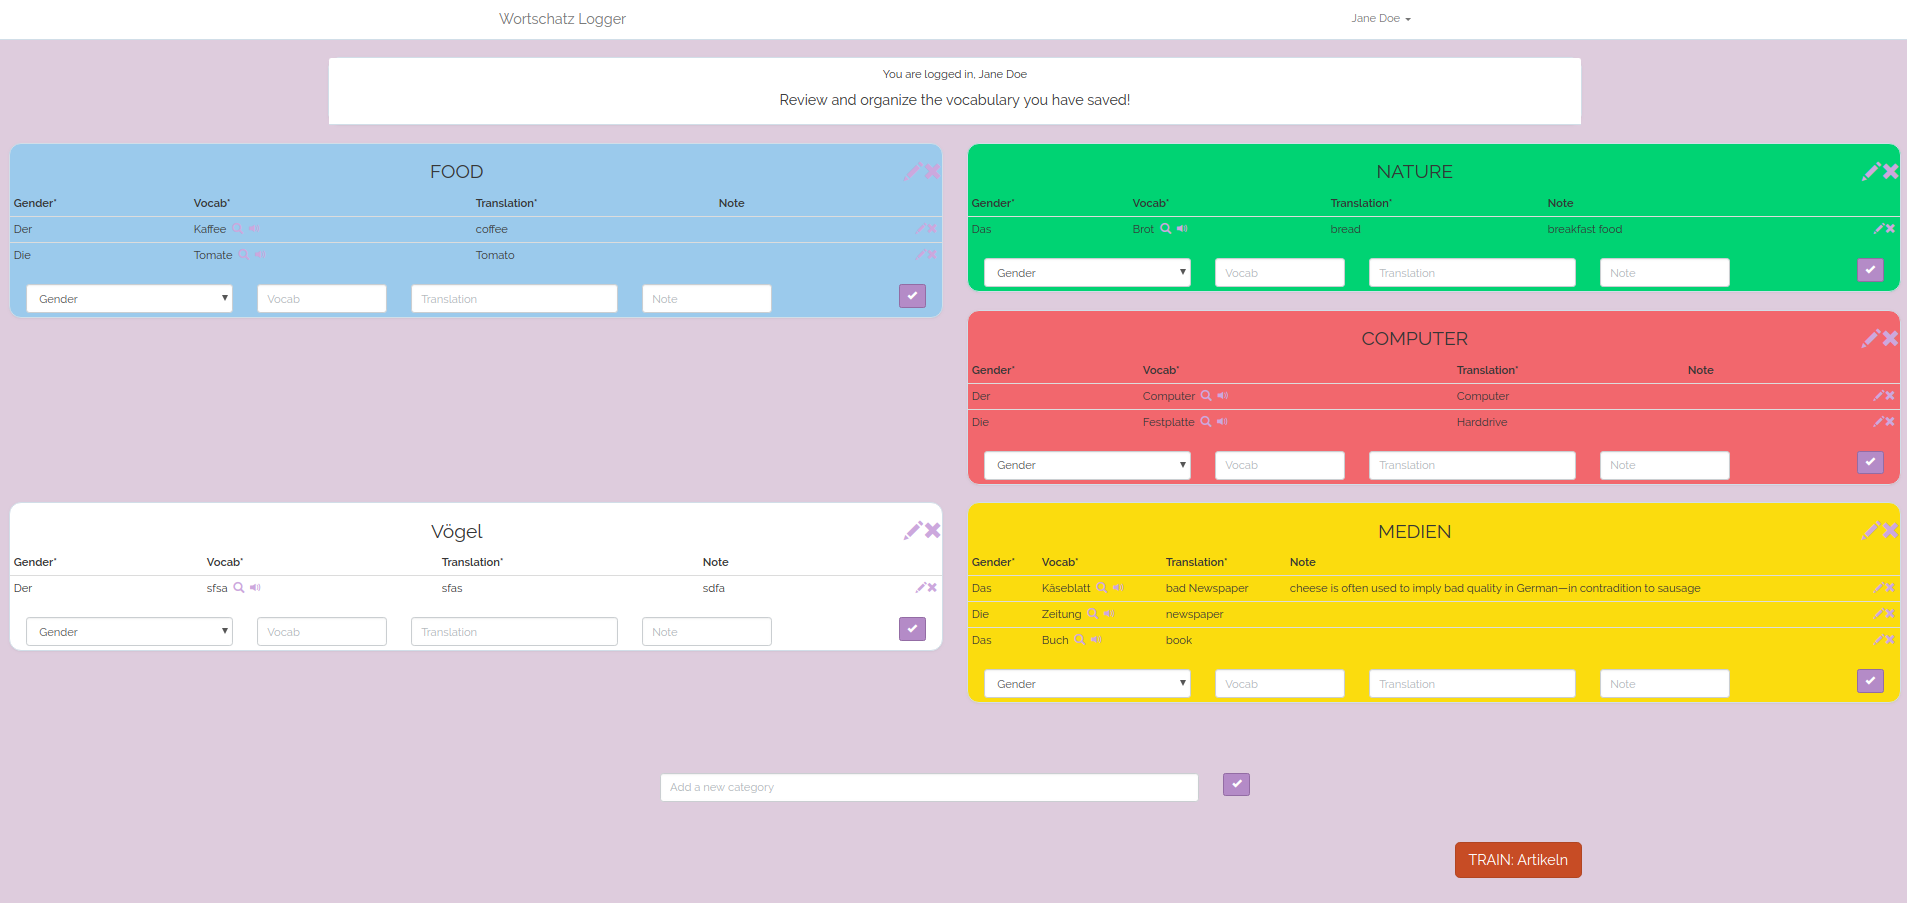 Wortschatz Logger
Jane Doe
You are logged in, Jane Doe
Review and organize the vocabulary you have saved!
FOOD
Gender* Vocab* Translation* Note
Der Kaffee coffee
Die Tomate Tomato
Gender Vocab Translation Note
NATURE
Gender* Vocab* Translation* Note
Das Brot bread breakfast food
Gender Vocab Translation Note
COMPUTER
Gender* Vocab* Translation* Note
Der Computer Computer
Die Festplatte Harddrive
Gender Vocab Translation Note
Vögel
Gender* Vocab* Translation* Note
Der sfsa sfas sdfa
Gender Vocab Translation Note
MEDIEN
Gender* Vocab* Translation* Note
Das Käseblatt bad Newspaper cheese is often used to imply bad quality in German—in contradition to sausage
Die Zeitung newspaper
Das Buch book
Gender Vocab Translation Note
Add a new category
TRAIN: Artikeln